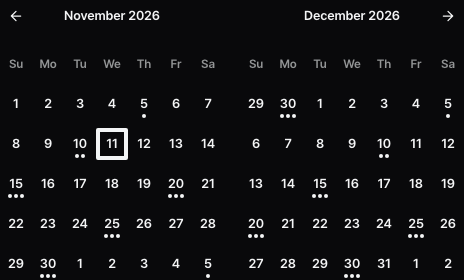 November 2026 December 2026
Su Mo Tu We Th Fr Sa Su Mo Tu We Th Fr Sa
1 2 3 4 5 6 7 29 30 1 2 3 4 5
8 9 10 11 12 13 14 6 7 8 9 10 11 12
15 16 17 18 19 20 21 13 14 15 16 17 18 19
22 23 24 25 26 27 28 20 21 22 23 24 25 26
29 30 1 2 3 4 5 27 28 29 30 31 1 2